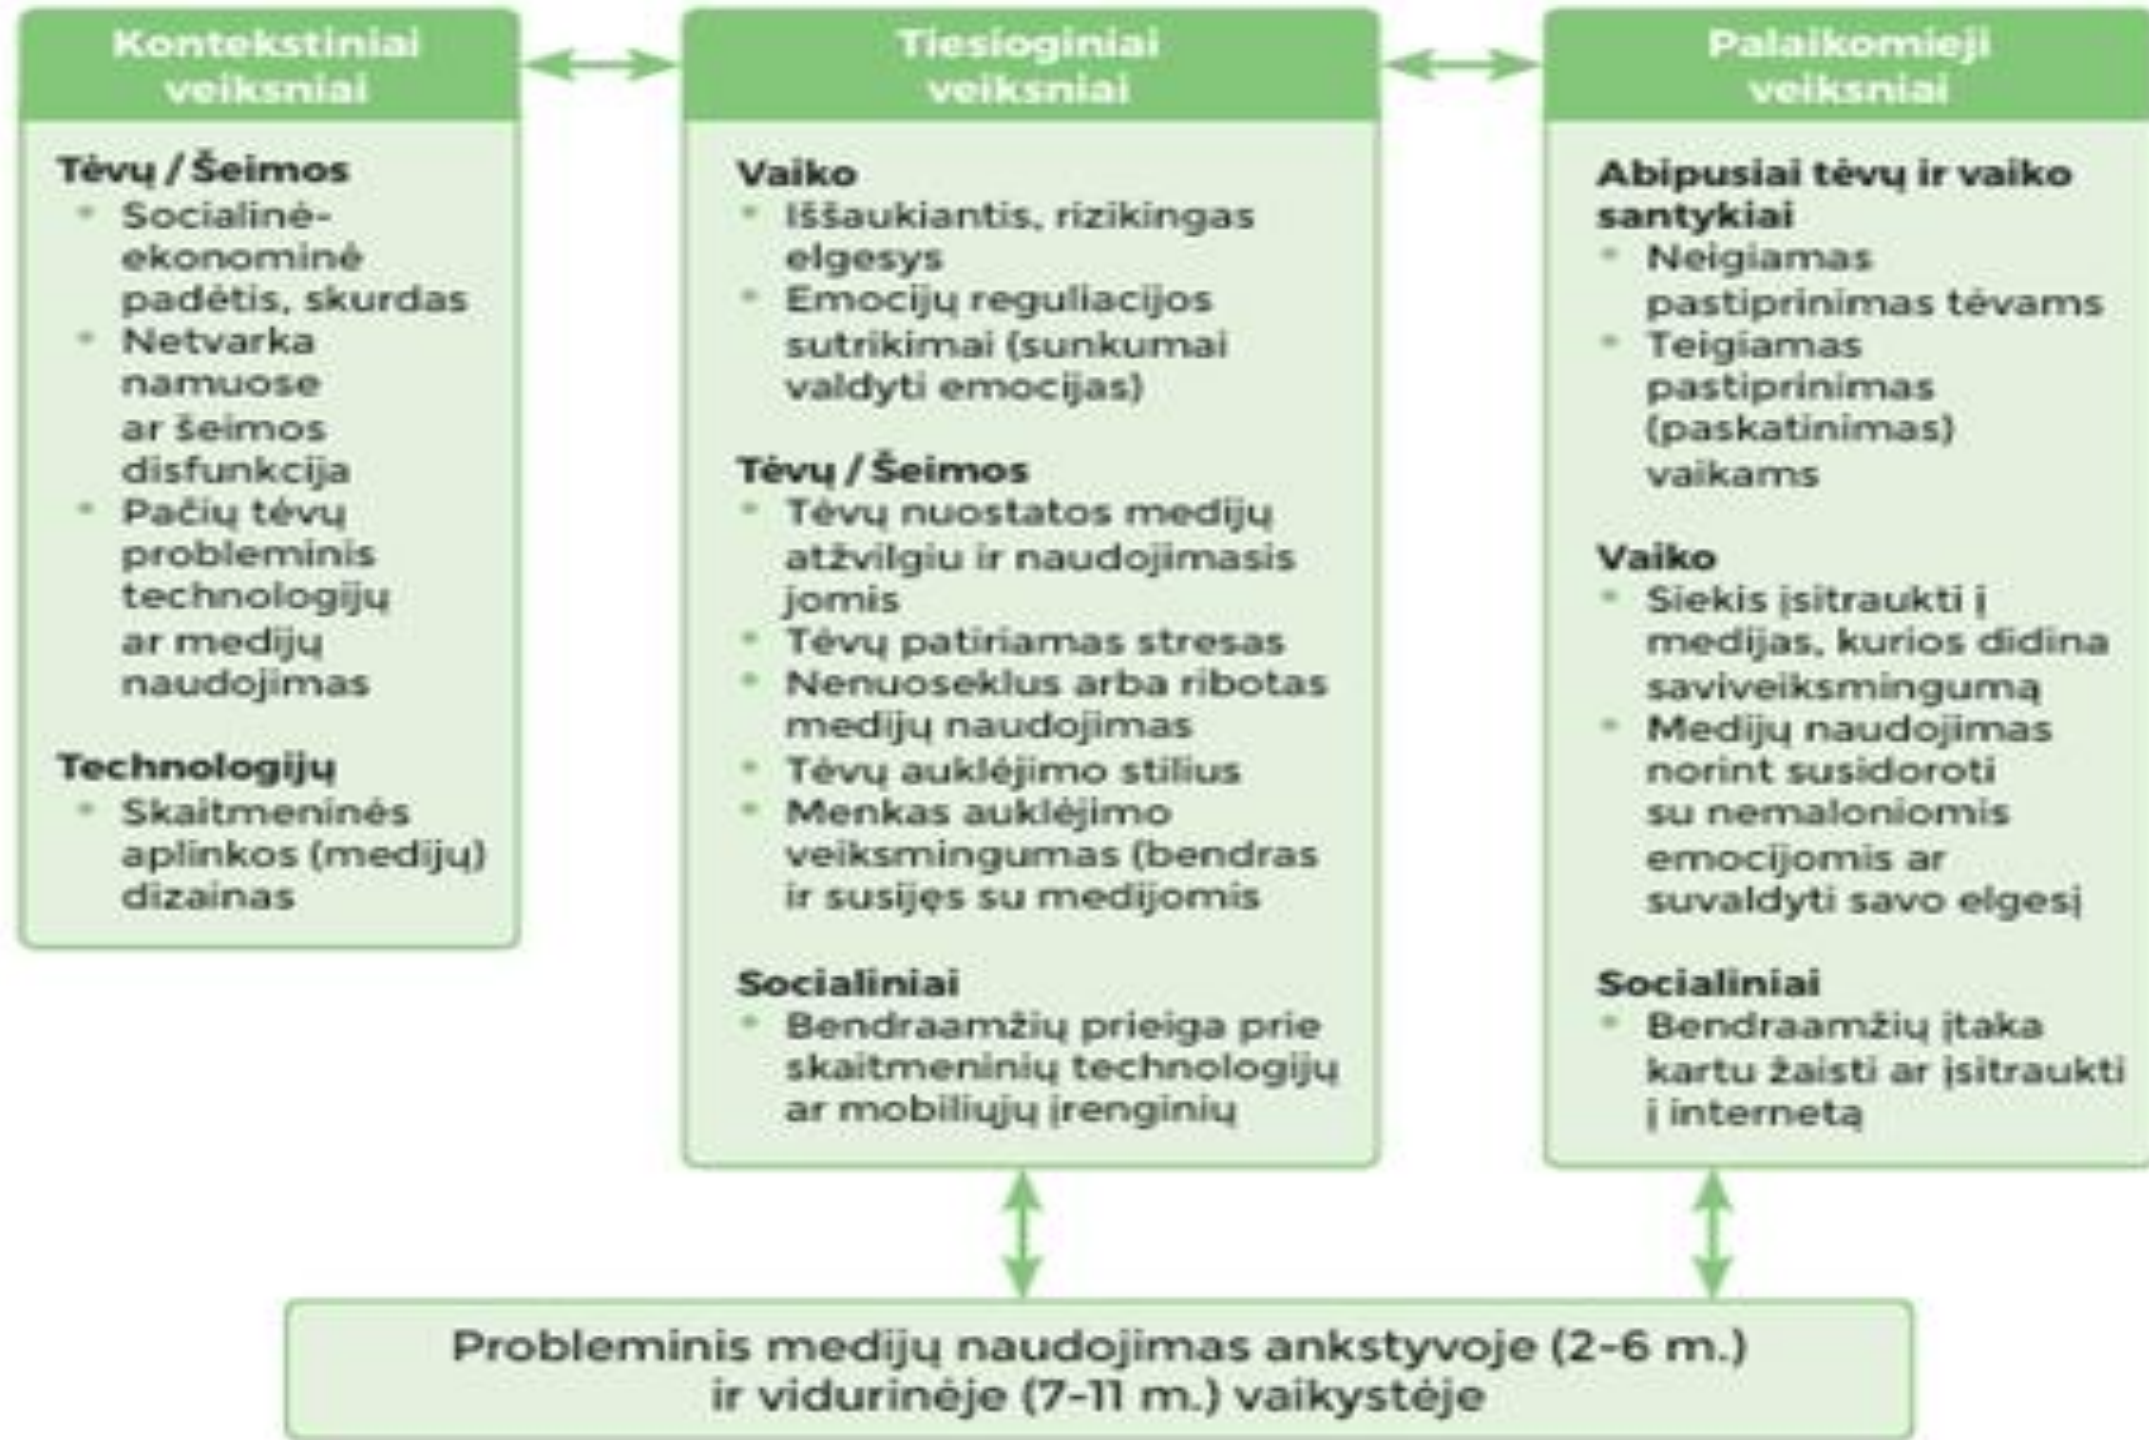 Kontekstiniai
veiksniai
Tėvų / Šeimos
• Socialinė-
ekonominė
padėtis, skurdas
• Netvarka
namuose
ar šeimos
disfunkcija
• Pačių tėvų
probleminis
technologijų
ar medijų
naudojimas
Technologijų
• Skaitmeninės
aplinkos (medijų)
dizainas
Tiesioginiai
veiksniai
Vaiko
• Iššaukiantis, rizikingas
elgesys
• Emocijų reguliacijos
sutrikimai (sunkumai
valdyti emocijas)
Tėvų / Šeimos
• Tėvų nuostatos medijų
atžvilgiu ir naudojimasis
jomis
• Tėvų patiriamas stresas
• Nenuoseklus arba ribotas
medijų naudojimas
• Tėvų auklėjimo stilius
• Menkas auklėjimo
veiksmingumas (bendras
ir susijęs su medijomis
Socialiniai
• Bendraamžių prieiga prie
skaitmeninių technologijų
ar mobiliųjų įrenginių
Palaikomieji
veiksniai
Abipusiai tėvų ir vaiko
santykiai
• Neigiamas
pastiprinimas tėvams
• Teigiamas
pastiprinimas
(paskatinimas)
vaikams
Vaiko
• Siekis įsitraukti į
medijas, kurios didina
saviveiksmingumą
• Medijų naudojimas
norint susidoroti
su nemaloniomis
emocijomis ar
suvaldyti savo elgesį
Socialiniai
• Bendraamžių įtaka
kartu žaisti ar įsitraukti
į internetą
Probleminis medijų naudojimas ankstyvoje (2-6 m.)
ir vidurinėje (7-11 m.) vaikystėje